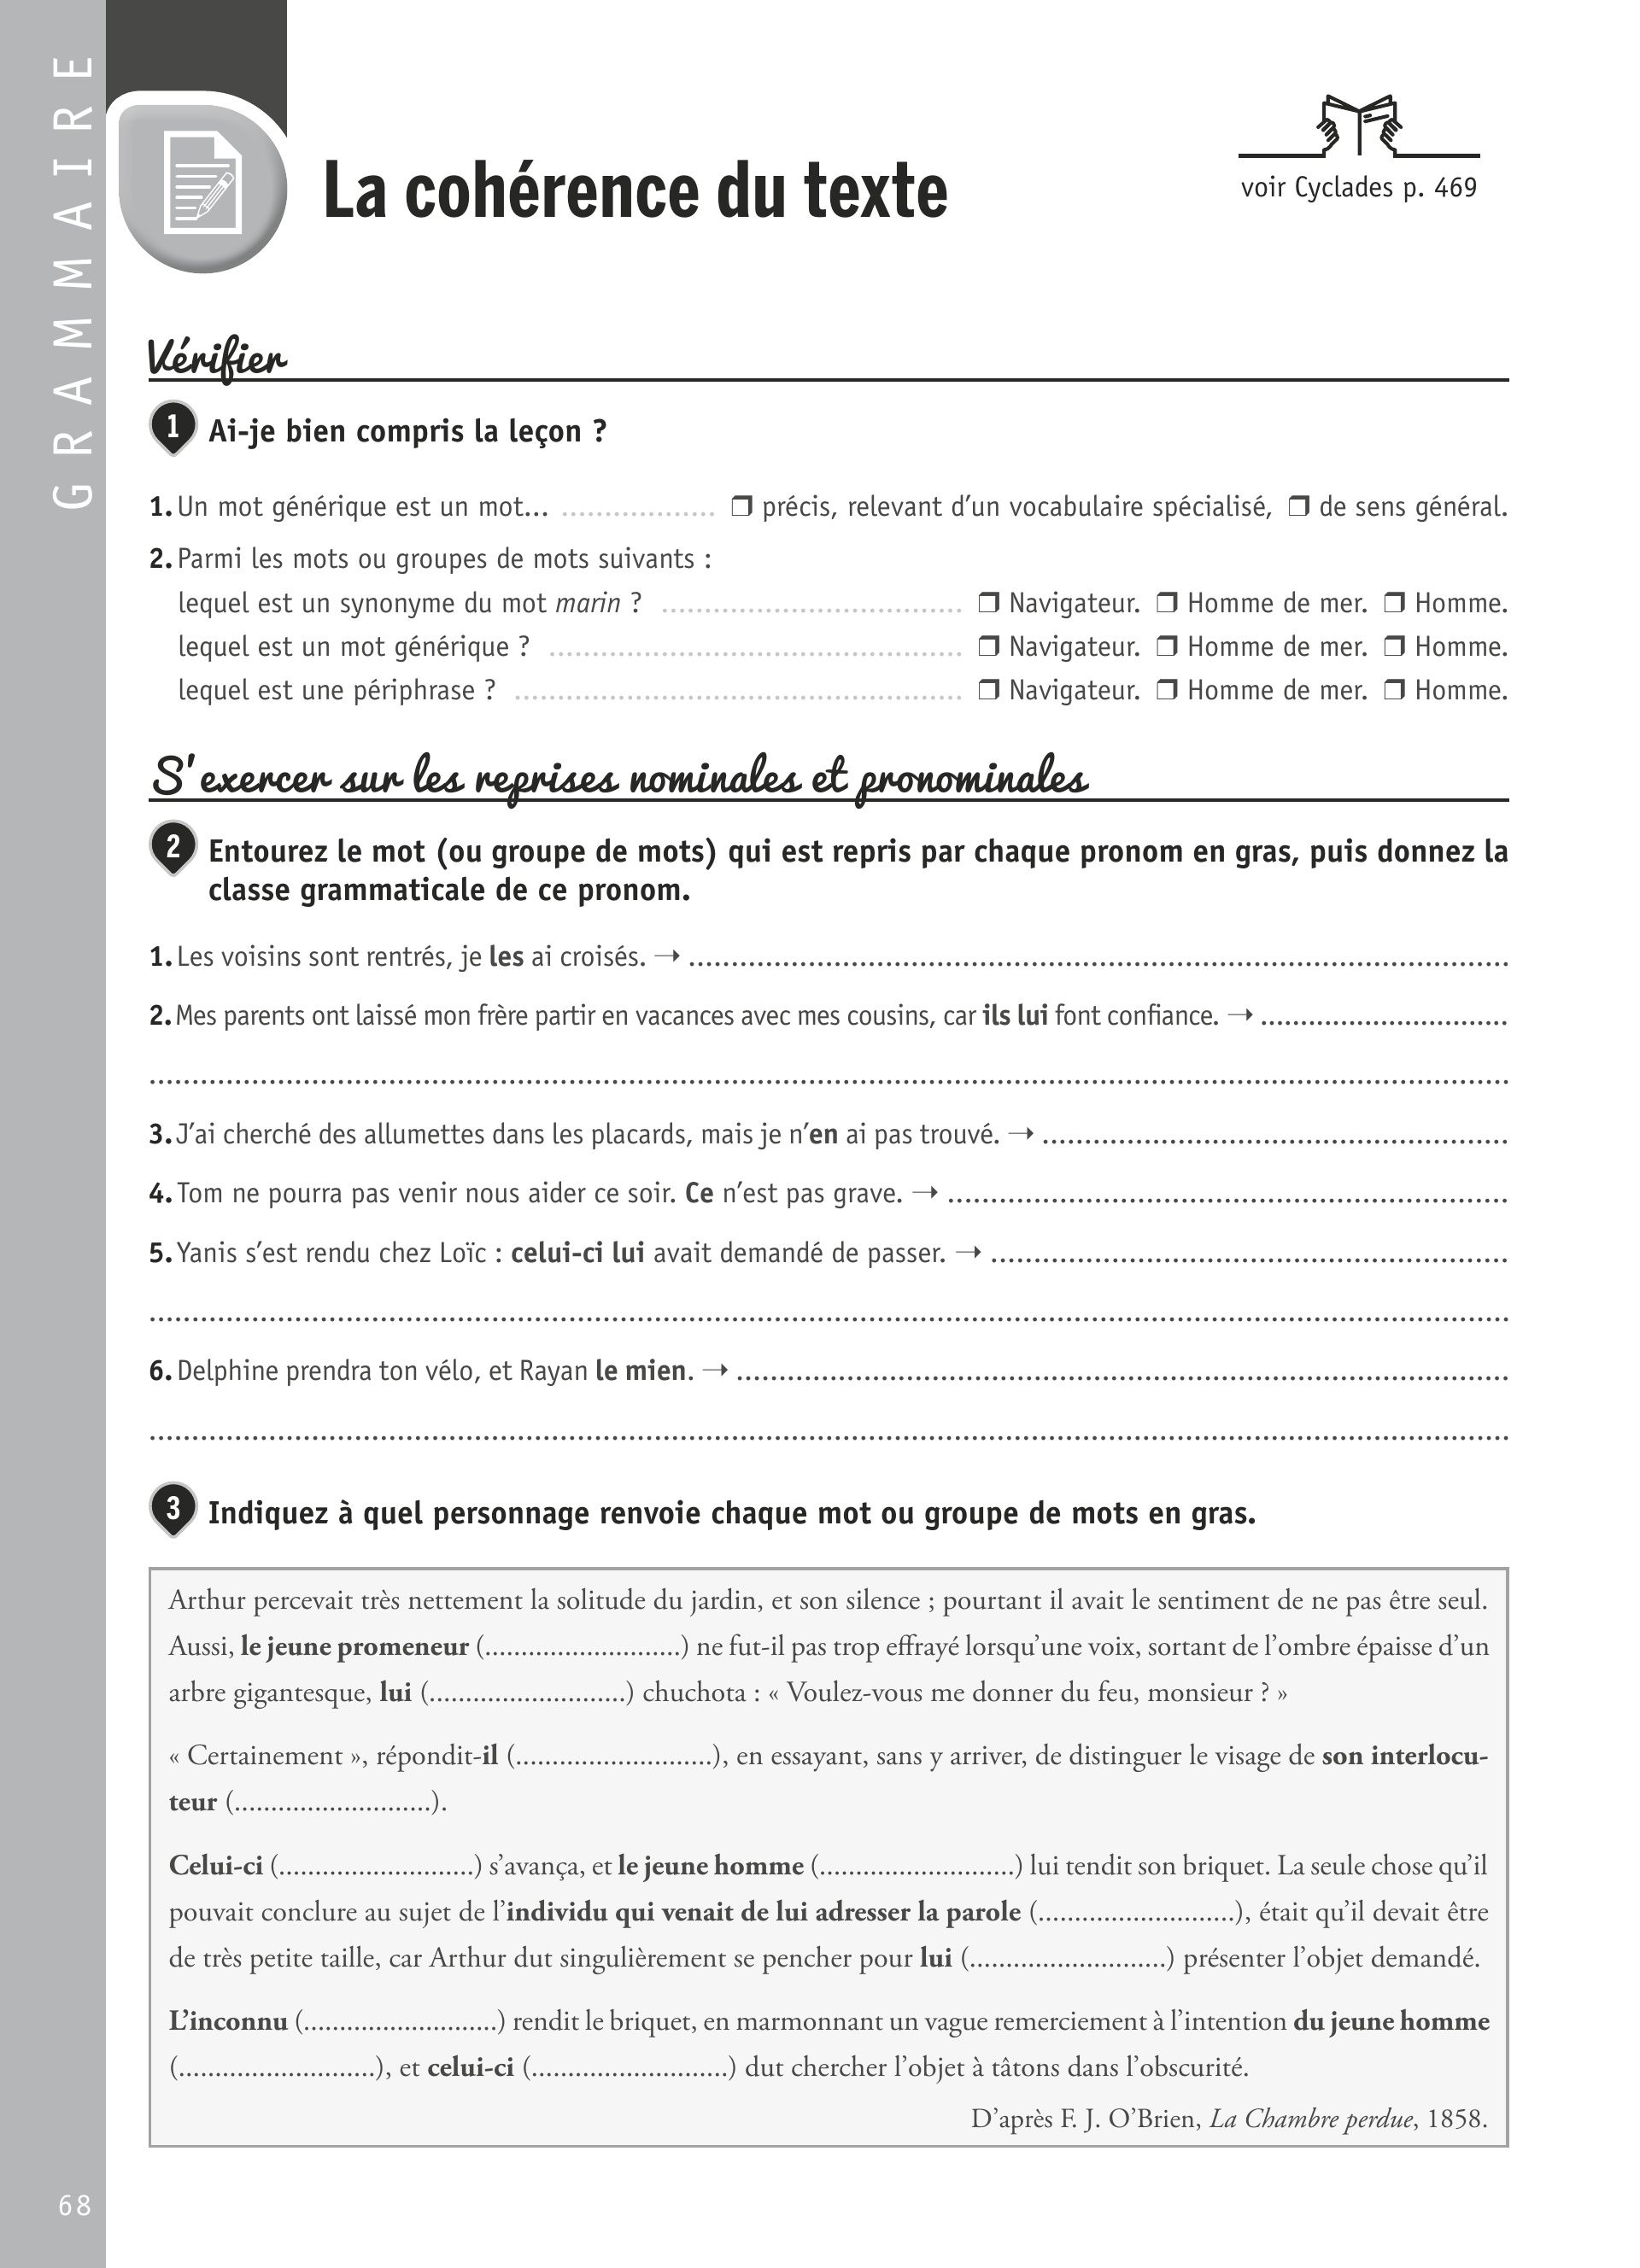 GRAMMAIRE
La cohérence du texte
voir Cyclades p. 469
Vérifier
1 Ai-je bien compris la leçon ?
1. Un mot générique est un mot... .................. ❒ précis, relevant d’un vocabulaire spécialisé, ❒ de sens général.
2. Parmi les mots ou groupes de mots suivants :
lequel est un synonyme du mot marin ? ................................... ❒ Navigateur. ❒ Homme de mer. ❒ Homme.
lequel est un mot générique ? ................................................ ❒ Navigateur. ❒ Homme de mer. ❒ Homme.
lequel est une périphrase ? .................................................... ❒ Navigateur. ❒ Homme de mer. ❒ Homme.
S’exercer sur les reprises nominales et pronominales
2 Entourez le mot (ou groupe de mots) qui est repris par chaque pronom en gras, puis donnez la
classe grammaticale de ce pronom.
1. Les voisins sont rentrés, je les ai croisés. → ................................................................................................
2. Mes parents ont laissé mon frère partir en vacances avec mes cousins, car ils lui font confiance. → .............................
................................................................................................................................................................
3. J’ai cherché des allumettes dans les placards, mais je n’en ai pas trouvé. → ......................................................
4. Tom ne pourra pas venir nous aider ce soir. Ce n’est pas grave. → .................................................................
5. Yanis s’est rendu chez Loïc : celui-ci lui avait demandé de passer. → ............................................................
................................................................................................................................................................
6. Delphine prendra ton vélo, et Rayan le mien. → ..........................................................................................
................................................................................................................................................................
3 Indiquez à quel personnage renvoie chaque mot ou groupe de mots en gras.
Arthur percevait très nettement la solitude du jardin, et son silence ; pourtant il avait le sentiment de ne pas être seul.
Aussi, le jeune promeneur (...........................) ne fut-il pas trop effrayé lorsqu’une voix, sortant de l’ombre épaisse d’un
arbre gigantesque, lui (...........................) chuchota : « Voulez-vous me donner du feu, monsieur ? »
« Certainement », répondit-il (...........................), en essayant, sans y arriver, de distinguer le visage de son interlocu-
teur (...........................).
Celui-ci (...........................) s’avança, et le jeune homme (...........................) lui tendit son briquet. La seule chose qu’il
pouvait conclure au sujet de l’individu qui venait de lui adresser la parole (...........................), était qu’il devait être
de très petite taille, car Arthur dut singulièrement se pencher pour lui (...........................) présenter l’objet demandé.
L’inconnu (...........................) rendit le briquet, en marmonnant un vague remerciement à l’intention du jeune homme
(...........................), et celui-ci (...........................) dut chercher l’objet à tâtons dans l’obscurité.
D’après F. J. O’Brien, La Chambre perdue, 1858.
68